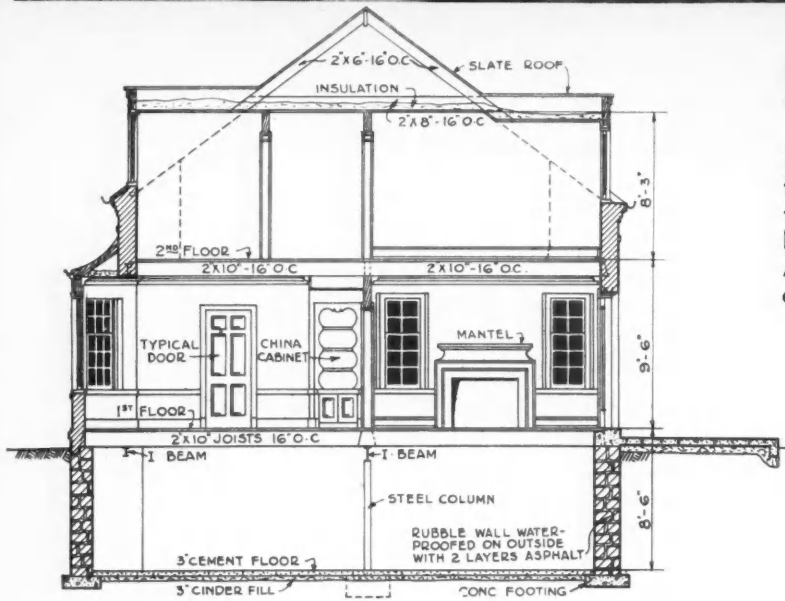 2"X6"-16"O.C
SLATE ROOF
INSULATION
2"X8"-16"O.C
8'-3"
2ND FLOOR
2"X10"-16"O.C
2"X10"-16"O.C.
TYPICAL
DOOR
CHINA
CABINET
MANTEL
9'-6"
1ST FLOOR
2"X10" JOISTS 16"O.C
I BEAM
I-BEAM
STEEL COLUMN
8'-6"
RUBBLE WALL WATER-
PROOFED ON OUTSIDE
WITH 2 LAYERS ASPHALT
3"CEMENT FLOOR
3"CINDER FILL
CONC FOOTING